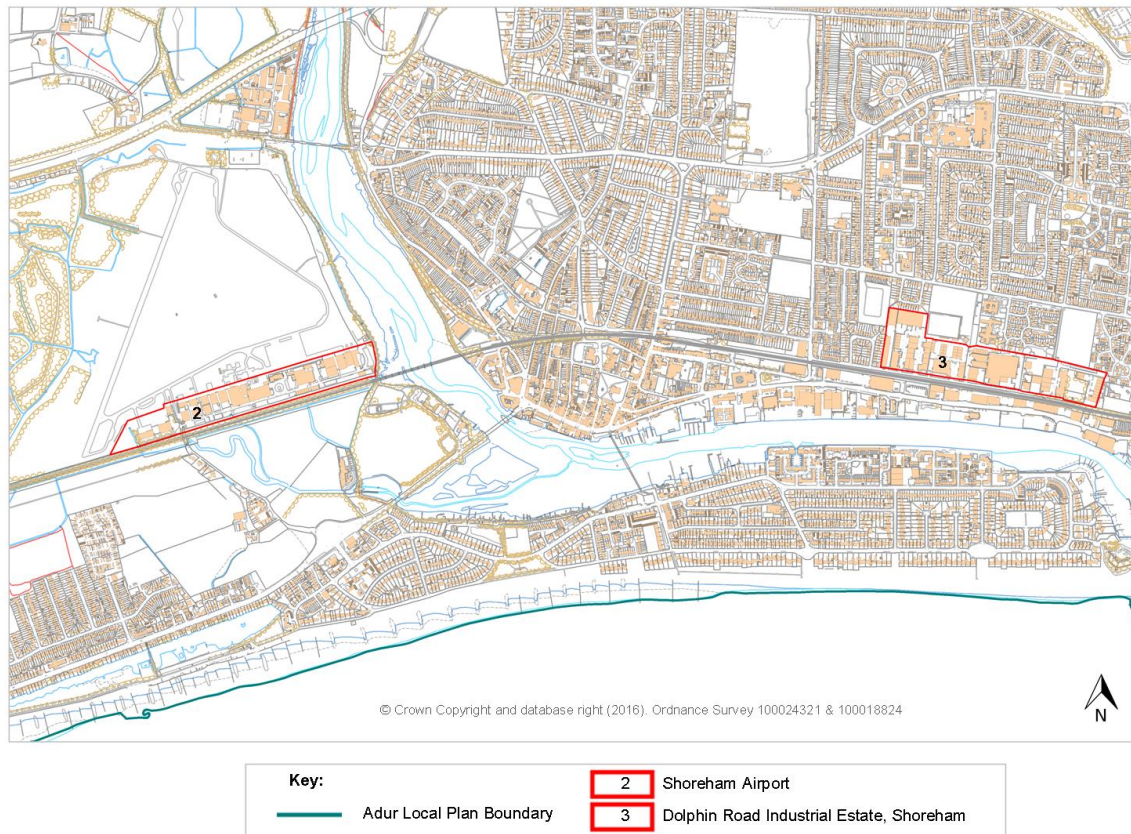 3
2
© Crown Copyright and database right (2016). Ordnance Survey 100024321 & 100018824
N
Key:
Adur Local Plan Boundary
2 Shoreham Airport
3 Dolphin Road Industrial Estate, Shoreham